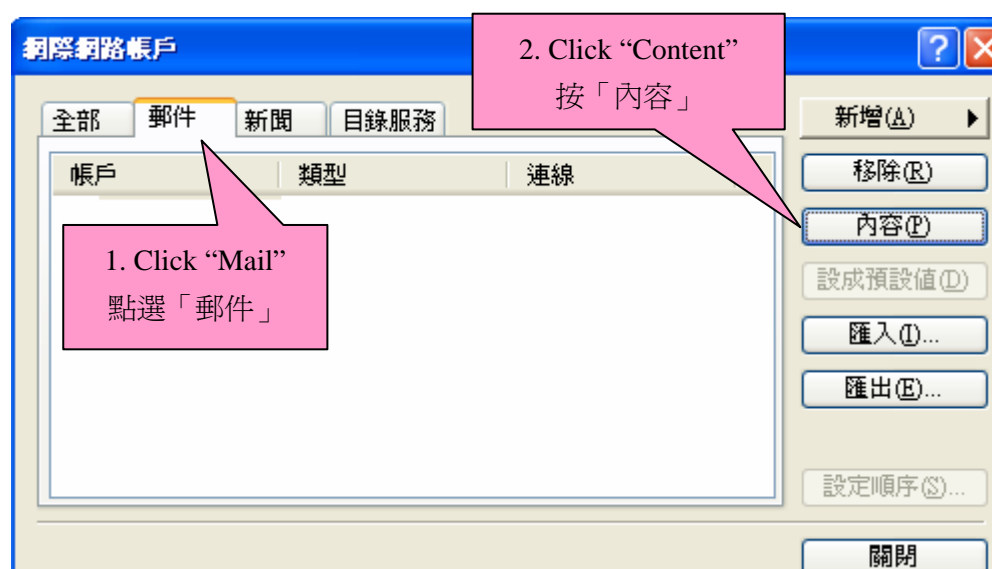 網際網路帳戶
2. Click “Content”
按「內容」
全部
郵件
新聞
目錄服務
新增(A)
帳戶
類型
連線
移除(R)
內容(P)
1. Click “Mail”
點選「郵件」
設成預設值(D)
匯入(I)...
匯出(E)...
設定順序(S)...
關閉